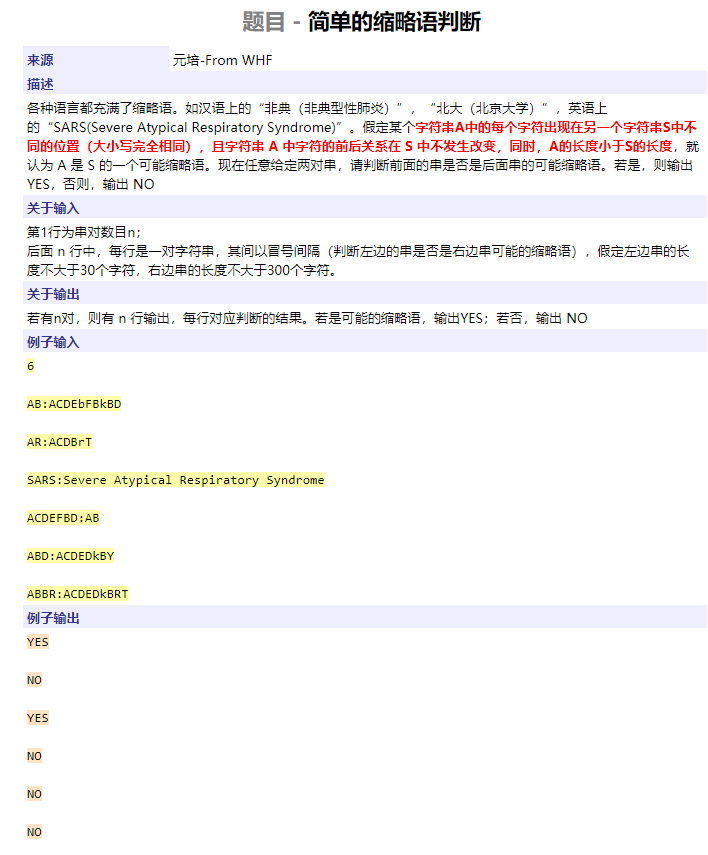 题目 - 简单的缩略语判断
来源 元培-From WHF
描述
各种语言都充满了缩略语。如汉语上的“非典（非典型性肺炎）”，“北大（北京大学）”，英语上
的“SARS(Severe Atypical Respiratory Syndrome)”。假定某个字符串A中的每个字符出现在另一个字符串S中不
同的位置（大小写完全相同），且字符串 A 中字符的前后关系在 S 中不发生改变，同时，A的长度小于S的长度，就
认为 A 是 S 的一个可能缩略语。现在任意给定两对串，请判断前面的串是否是后面串的可能缩略语。若是，则输出
YES，否则，输出 NO
关于输入
第1行为串对数目n；
后面 n 行中，每行是一对字符串，其间以冒号间隔（判断左边的串是否是右边串可能的缩略语），假定左边串的长
度不大于30个字符，右边串的长度不大于300个字符。
关于输出
若有n对，则有 n 行输出，每行对应判断的结果。若是可能的缩略语，输出YES；若否，输出 NO
例子输入
6
AB:ACDEbFBkBD
AR:ACDBrT
SARS:Severe Atypical Respiratory Syndrome
ACDEFBD:AB
ABD:ACDEDkBY
ABBR:ACDEDkBRT
例子输出
YES
NO
YES
NO
NO
NO